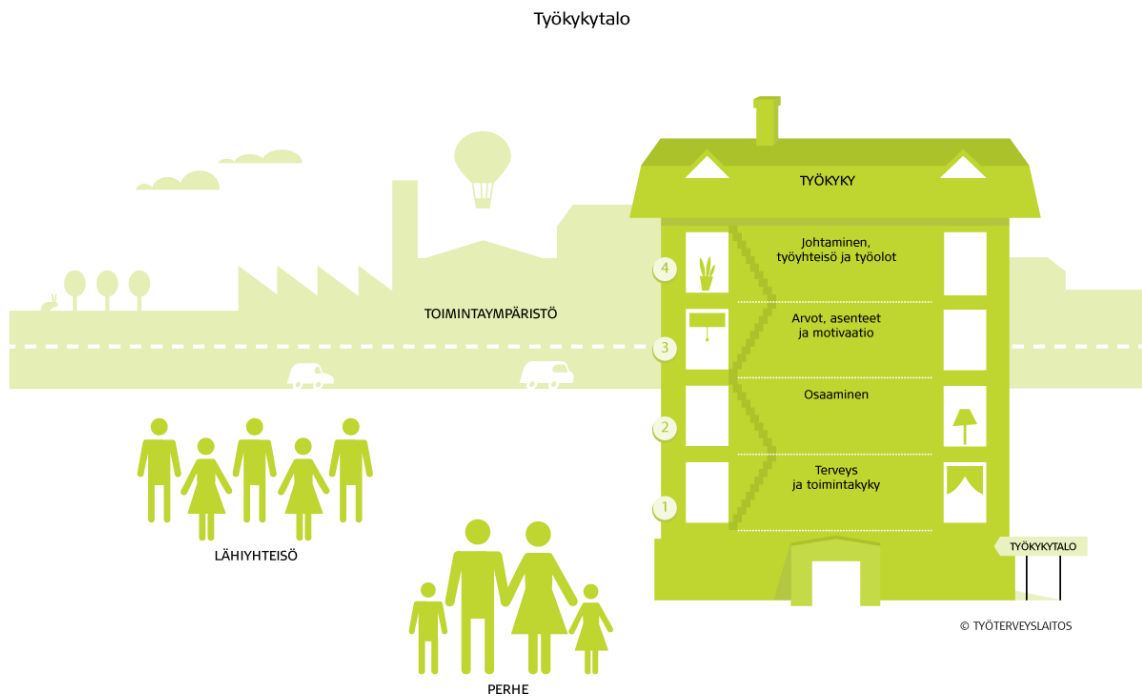 Työkykytalo
TYÖKYKY
4
Johtaminen,
työyhteisö ja työolot
TOIMINTAYMPÄRISTÖ
3
Arvot, asenteet
ja motivaatio
2
Osaaminen
1
Terveys
ja toimintakyky
LÄHIYHTEISÖ
TYÖKYKYTALO
© TYÖTERVEYSLAITOS
PERHE